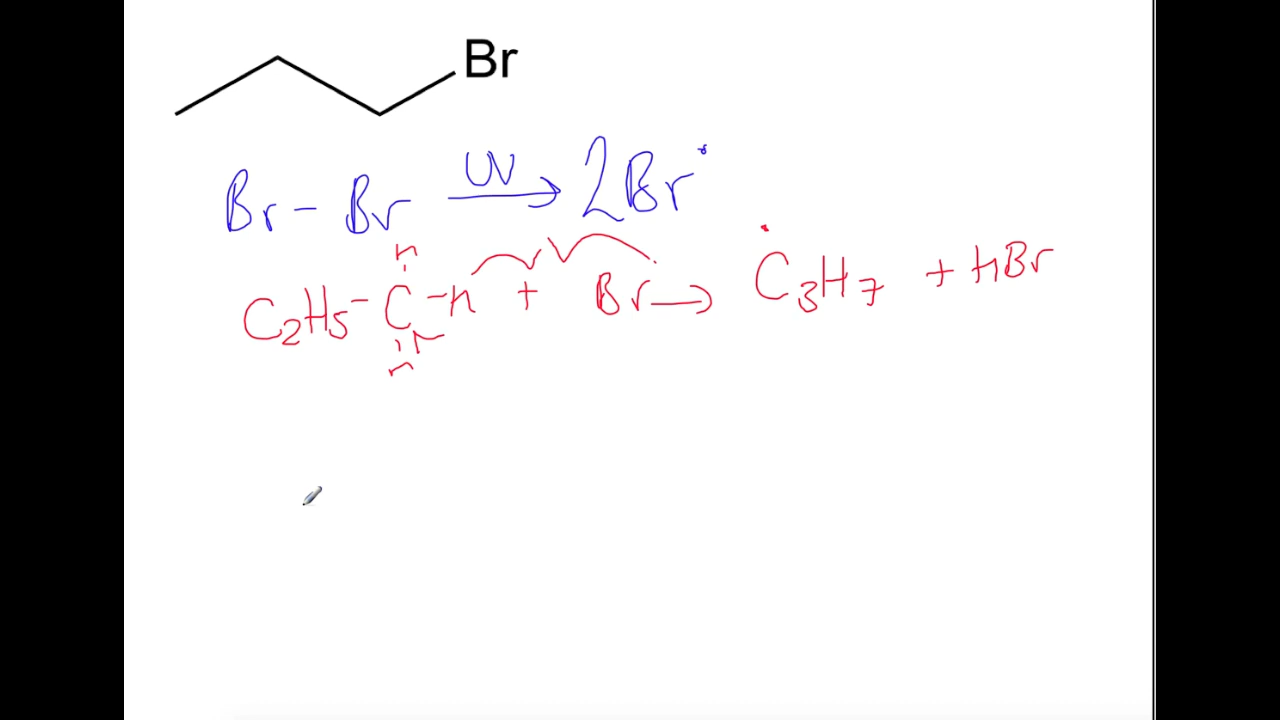 Br
Br - Br UV → 2Br•
H
C₂H₅ - C - H + Br → •C₃H₇ + HBr
H